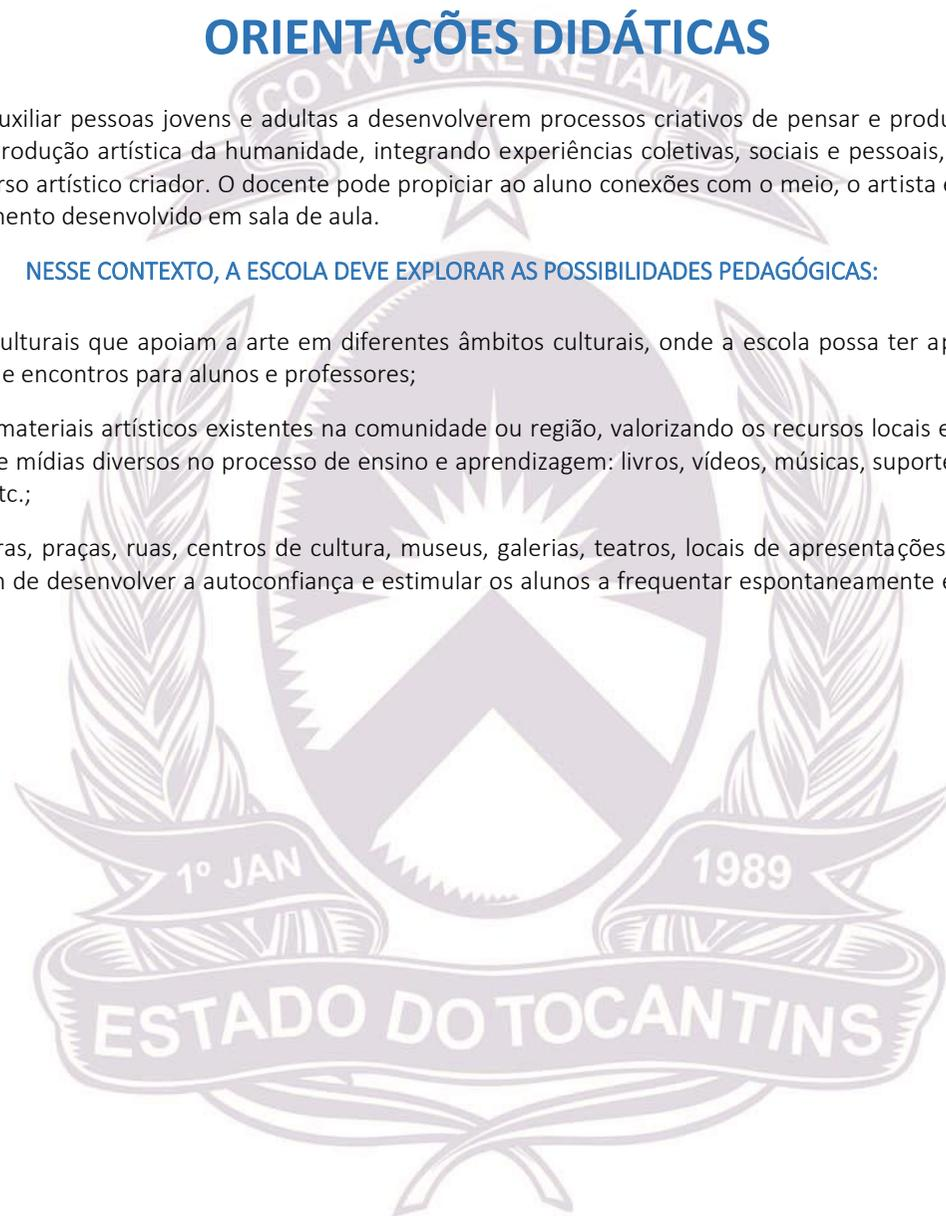 ORIENTAÇÕES DIDÁTICAS
CO YVY ORE RETAMA
uxiliar pessoas jovens e adultas a desenvolverem processos criativos de pensar e produ
rodução artística da humanidade, integrando experiências coletivas, sociais e pessoais,
rso artístico criador. O docente pode propiciar ao aluno conexões com o meio, o artista e
mento desenvolvido em sala de aula.
NESSE CONTEXTO, A ESCOLA DEVE EXPLORAR AS POSSIBILIDADES PEDAGÓGICAS:
ulturais que apoiam a arte em diferentes âmbitos culturais, onde a escola possa ter ap
e encontros para alunos e professores;
materiais artísticos existentes na comunidade ou região, valorizando os recursos locais e
e mídias diversos no processo de ensino e aprendizagem: livros, vídeos, músicas, suporte
tc.;
ras, praças, ruas, centros de cultura, museus, galerias, teatros, locais de apresentações
de desenvolver a autoconfiança e estimular os alunos a frequentar espontaneamente e
1º JAN
1989
ESTADO DO TOCANTINS